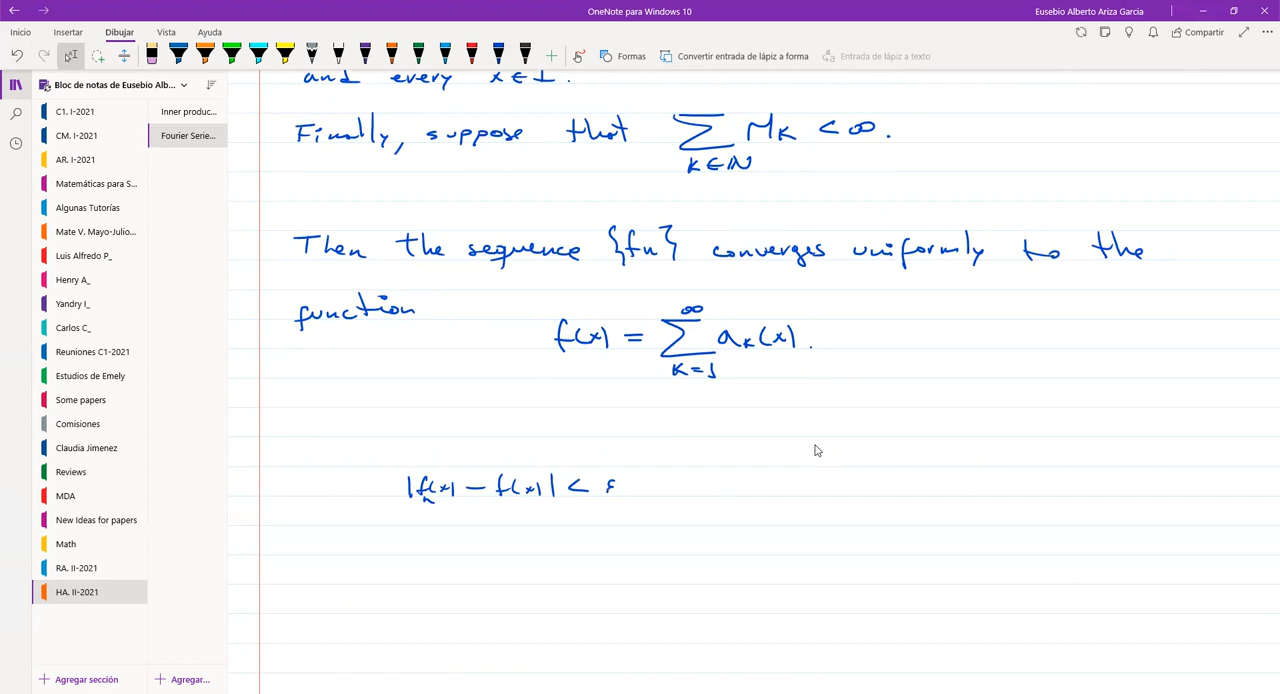 OneNote para Windows 10
Eusebio Alberto Ariza Garcia
Inicio
Insertar
Dibujar
Vista
Ayuda
Compartir
Formas
Convertir entrada de lápiz a forma
Entrada de lápiz a texto
Bloc de notas de Eusebio Alb...
C1. I-2021
CM. I-2021
AR. I-2021
Matemáticas para S...
Algunas Tutorías
Mate V. Mayo-Julio...
Luis Alfredo P_
Henry A_
Yandry I_
Carlos C_
Reuniones C1-2021
Estudios de Emely
Some papers
Comisiones
Claudia Jimenez
Reviews
MDA
New Ideas for papers
Math
RA. II-2021
HA. II-2021
Agregar sección
Inner produc...
Fourier Serie...
Agregar...
and every x ∈ I.
Finally, suppose that ∑ M_k < ∞.
k ∈ ℕ
Then the sequence {fn} converges uniformly to the
function
∞
f(x) = ∑ a_k(x).
k=1
|f_n(x) − f(x)| <